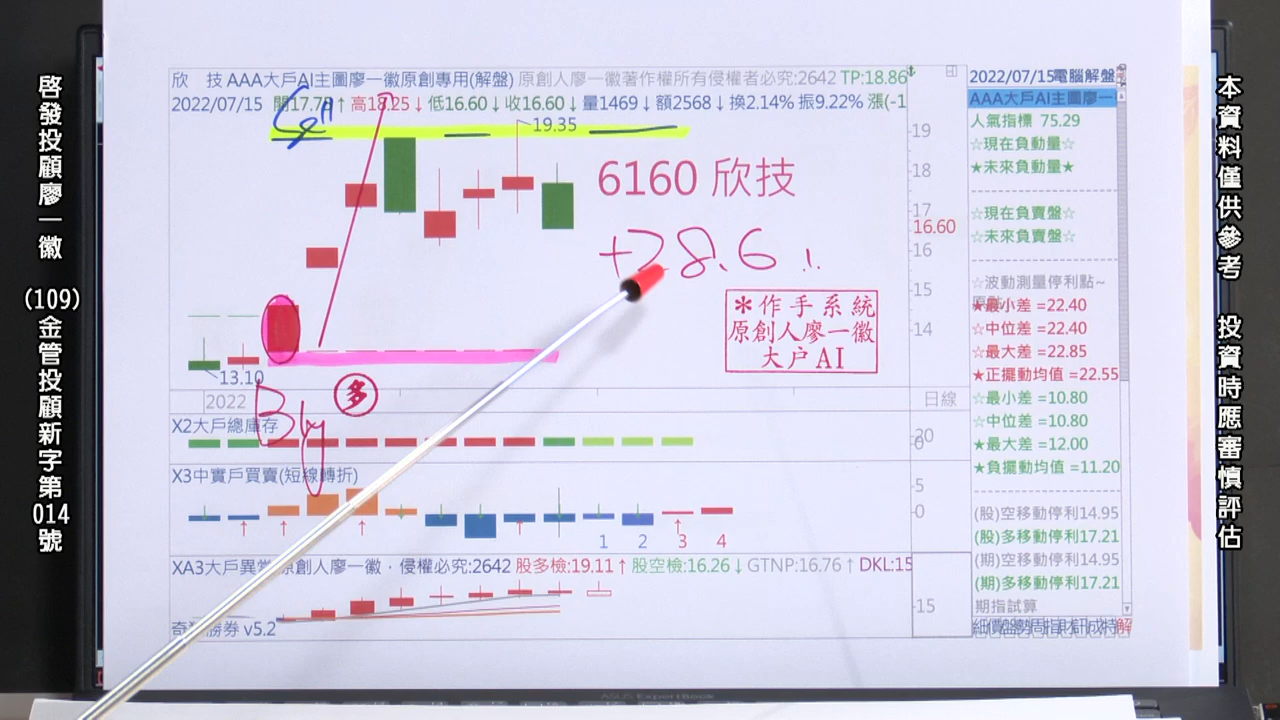 啓發投顧廖一徽 (109)金管投顧新字第014號
本資料僅供參考 投資時應審慎評估
欣 技 AAA大戶AI主圖廖一徽原創專用(解盤) 原創人廖一徽著作權所有侵權者必究:2642 TP:18.86
2022/07/15 開17.7 ↑ 高18.25 ↓ 低16.60 ↓ 收16.60 ↓ 量1469 ↓ 額2568 ↓ 換2.14% 振9.22% 漲(-1
Sell
19.35
19
18
17
16.60
16
15
14
6160 欣技
+28.6
＊作手系統
原創人廖一徽
大户AI
13.10
2022
日線
By
多
X2大戶總庫存
20
0
X3中實戶買賣(短線轉折)
5
0
1 2 3 4
XA3大戶異常 原創人廖一徽，侵權必究:2642 股多檢:19.11 ↑ 股空檢:16.26 ↓ GTNP:16.76 ↑ DKL:15
15
奇 勝券 v5.2
2022/07/15電腦解盤
AAA大戶AI主圖廖一
人氣指標 75.29
☆現在負動量☆
★未來負動量★
☆現在負賣盤☆
☆未來負賣盤☆
☆波動測量停利點~
★最小差 =22.40
☆中位差 =22.40
☆最大差 =22.85
★正擺動均值 =22.55
☆最小差 =10.80
☆中位差 =10.80
★最大差 =12.00
★負擺動均值 =11.20
(股)空移動停利14.95
(股)多移動停利17.21
(期)空移動停利14.95
(期)多移動停利17.21
期指試算
ASUS ExpertBook